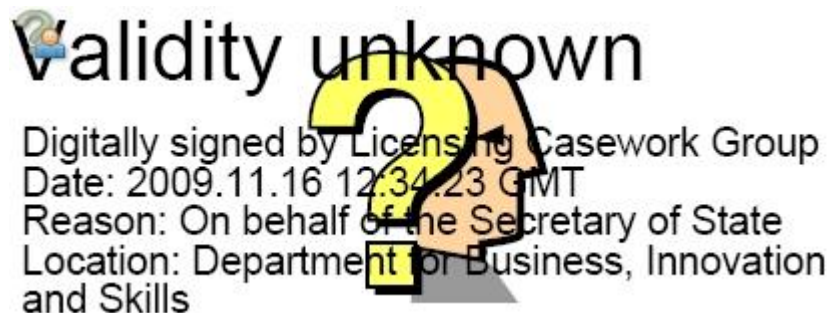 Validity unknown
Digitally signed by Licensing Casework Group
Date: 2009.11.16 12:34:23 GMT
Reason: On behalf of the Secretary of State
Location: Department for Business, Innovation
and Skills